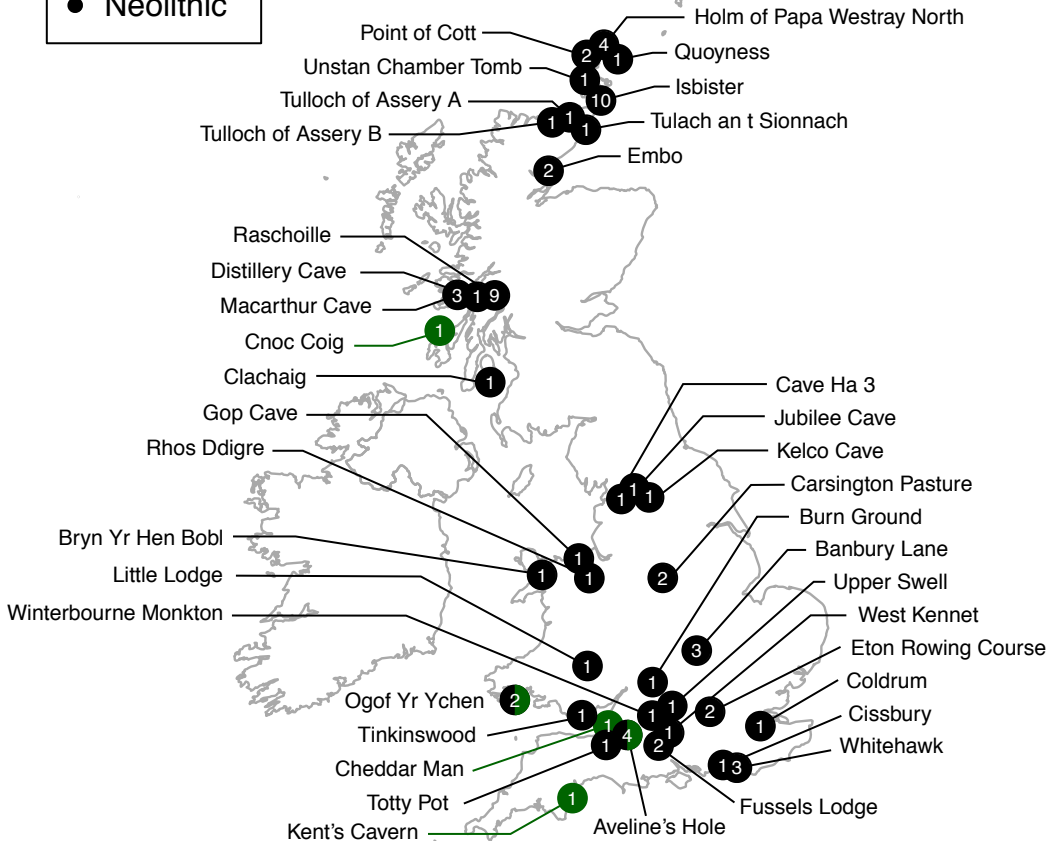 ● Neolithic
Holm of Papa Westray North
Point of Cott
4
2
1
Quoyness
Unstan Chamber Tomb
1
Isbister
10
Tulloch of Assery A
1
Tulach an t Sionnach
1
1
Tulloch of Assery B
Embo
2
Raschoille
Distillery Cave
3
1
9
Macarthur Cave
Cnoc Coig
1
Clachaig
1
Cave Ha 3
Gop Cave
Jubilee Cave
Rhos Ddigre
Kelco Cave
1
1
1
Carsington Pasture
Burn Ground
Bryn Yr Hen Bobl
Banbury Lane
1
1
1
2
Little Lodge
Upper Swell
Winterbourne Monkton
West Kennet
Eton Rowing Course
3
1
1
Coldrum
Ogof Yr Ychen
2
1
1
1
2
Cissbury
Tinkinswood
1
4
1
1
Whitehawk
1
2
Cheddar Man
1
3
Totty Pot
1
Fussels Lodge
Kent's Cavern
Aveline's Hole